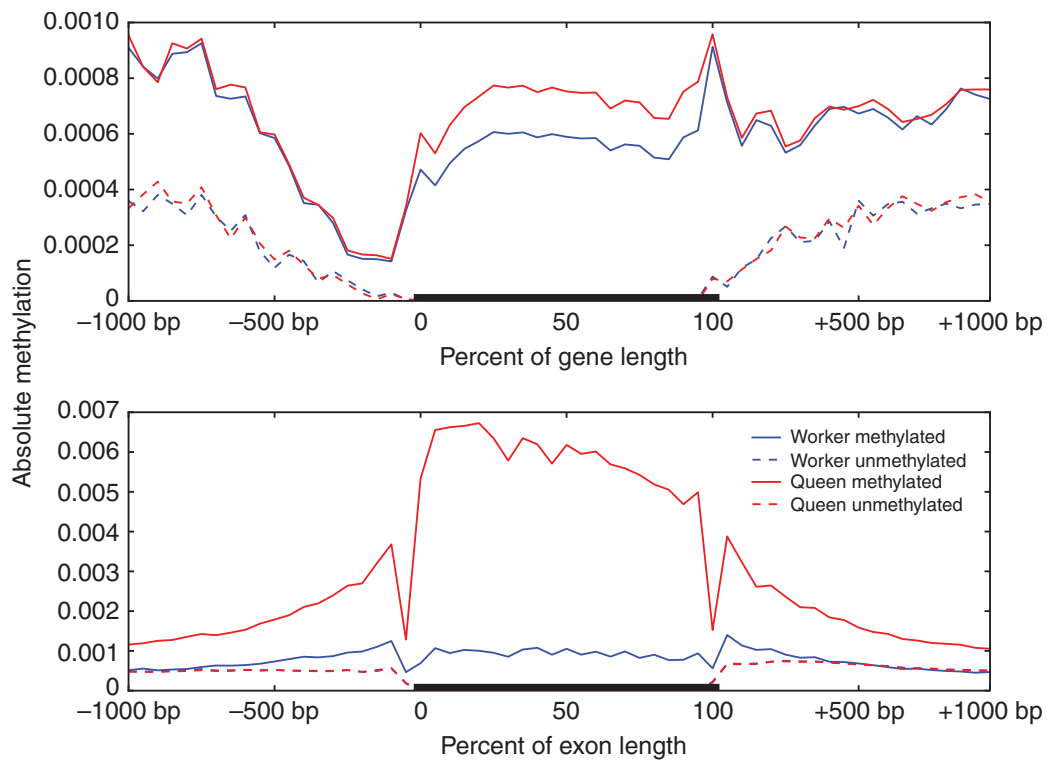 0.0010
0.0008
0.0006
0.0004
0.0002
0
–1000 bp
–500 bp
0
50
100
+500 bp
+1000 bp
Percent of gene length
Absolute methylation
0.007
0.006
0.005
0.004
0.003
0.002
0.001
0
Worker methylated
Worker unmethylated
Queen methylated
Queen unmethylated
–1000 bp
–500 bp
0
50
100
+500 bp
+1000 bp
Percent of exon length